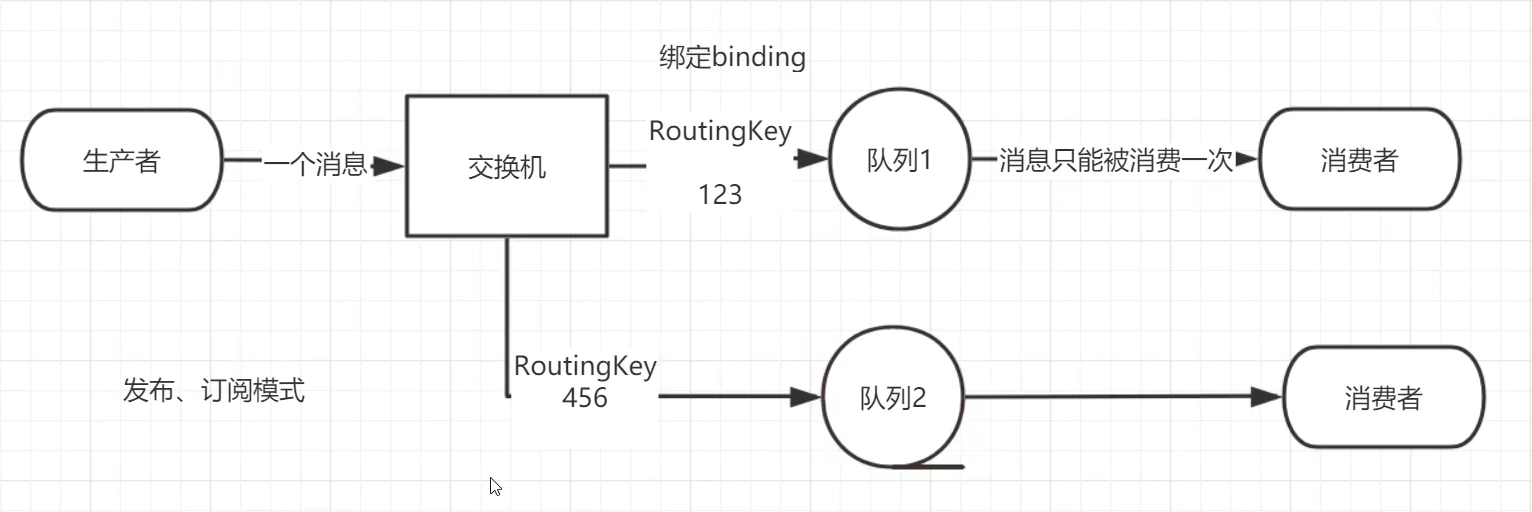 绑定binding
生产者
一个消息
交换机
RoutingKey
123
队列1
消息只能被消费一次
消费者
发布、订阅模式
RoutingKey
456
队列2
消费者